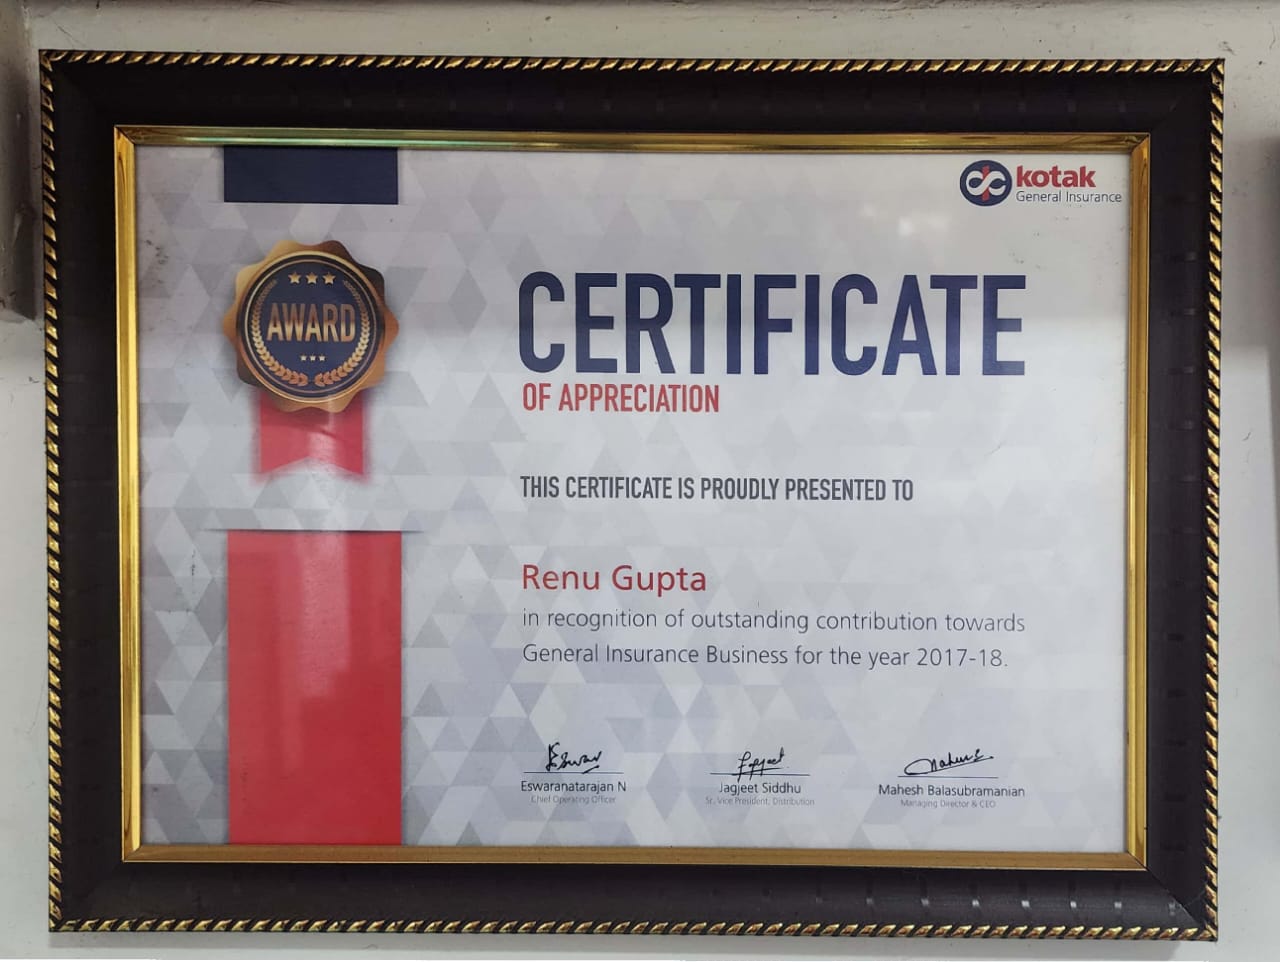 kotak
General Insurance
AWARD
CERTIFICATE
OF APPRECIATION
THIS CERTIFICATE IS PROUDLY PRESENTED TO
Renu Gupta
in recognition of outstanding contribution towards
General Insurance Business for the year 2017-18.
Eswaranatarajan N
Chief Operating Officer
Jagjeet Siddhu
Sr. Vice President, Distribution
Mahesh Balasubramanian
Managing Director & CEO